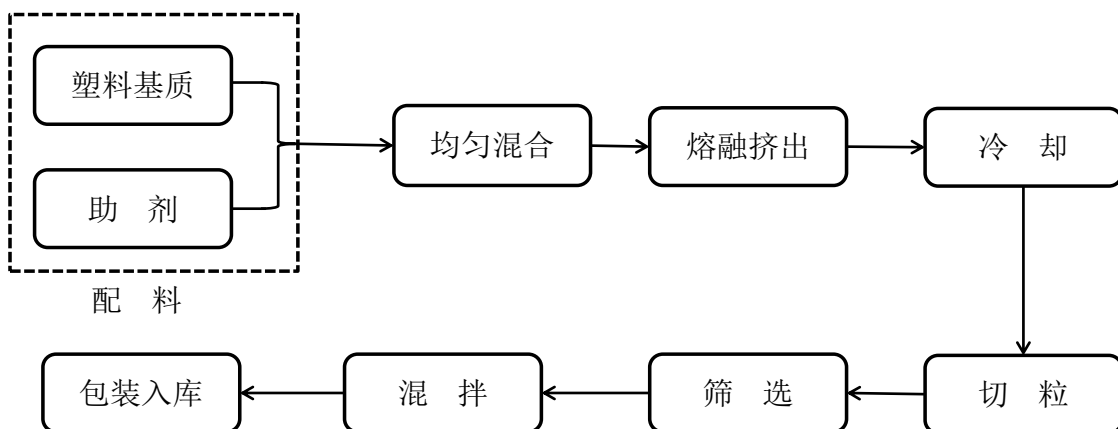 塑料基质
助 剂
配 料
均匀混合
熔融挤出
冷 却
切 粒
筛 选
混 拌
包装入库